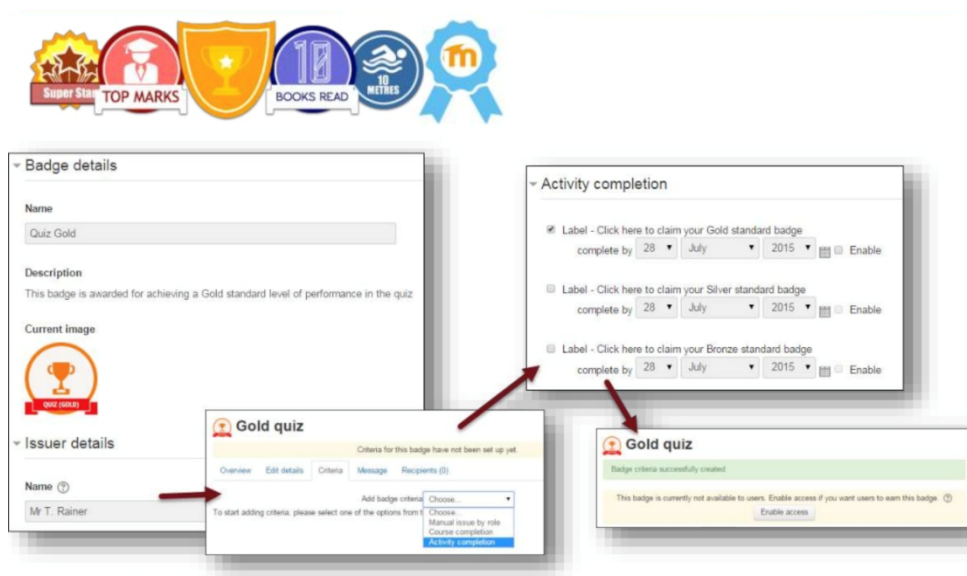 Super Star
TOP MARKS
10
BOOKS READ
10
METRES
m
Badge details
Name
Quiz Gold
Description
This badge is awarded for achieving a Gold standard level of performance in the quiz
Current image
QUIZ (GOLD)
Issuer details
Name
Mr T. Rainer
Gold quiz
Criteria for this badge have not been set up yet.
Overview Edit details Criteria Message Recipients (0)
Add badge criteria Choose...
To start adding criteria, please select one of the options from t
Choose...
Manual issue by role
Course completion
Activity completion
Activity completion
Label - Click here to claim your Gold standard badge
complete by 28 July 2015 Enable
Label - Click here to claim your Silver standard badge
complete by 28 July 2015 Enable
Label - Click here to claim your Bronze standard badge
complete by 28 July 2015 Enable
Gold quiz
Badge criteria successfully created
This badge is currently not available to users. Enable access if you want users to earn this badge.
Enable access